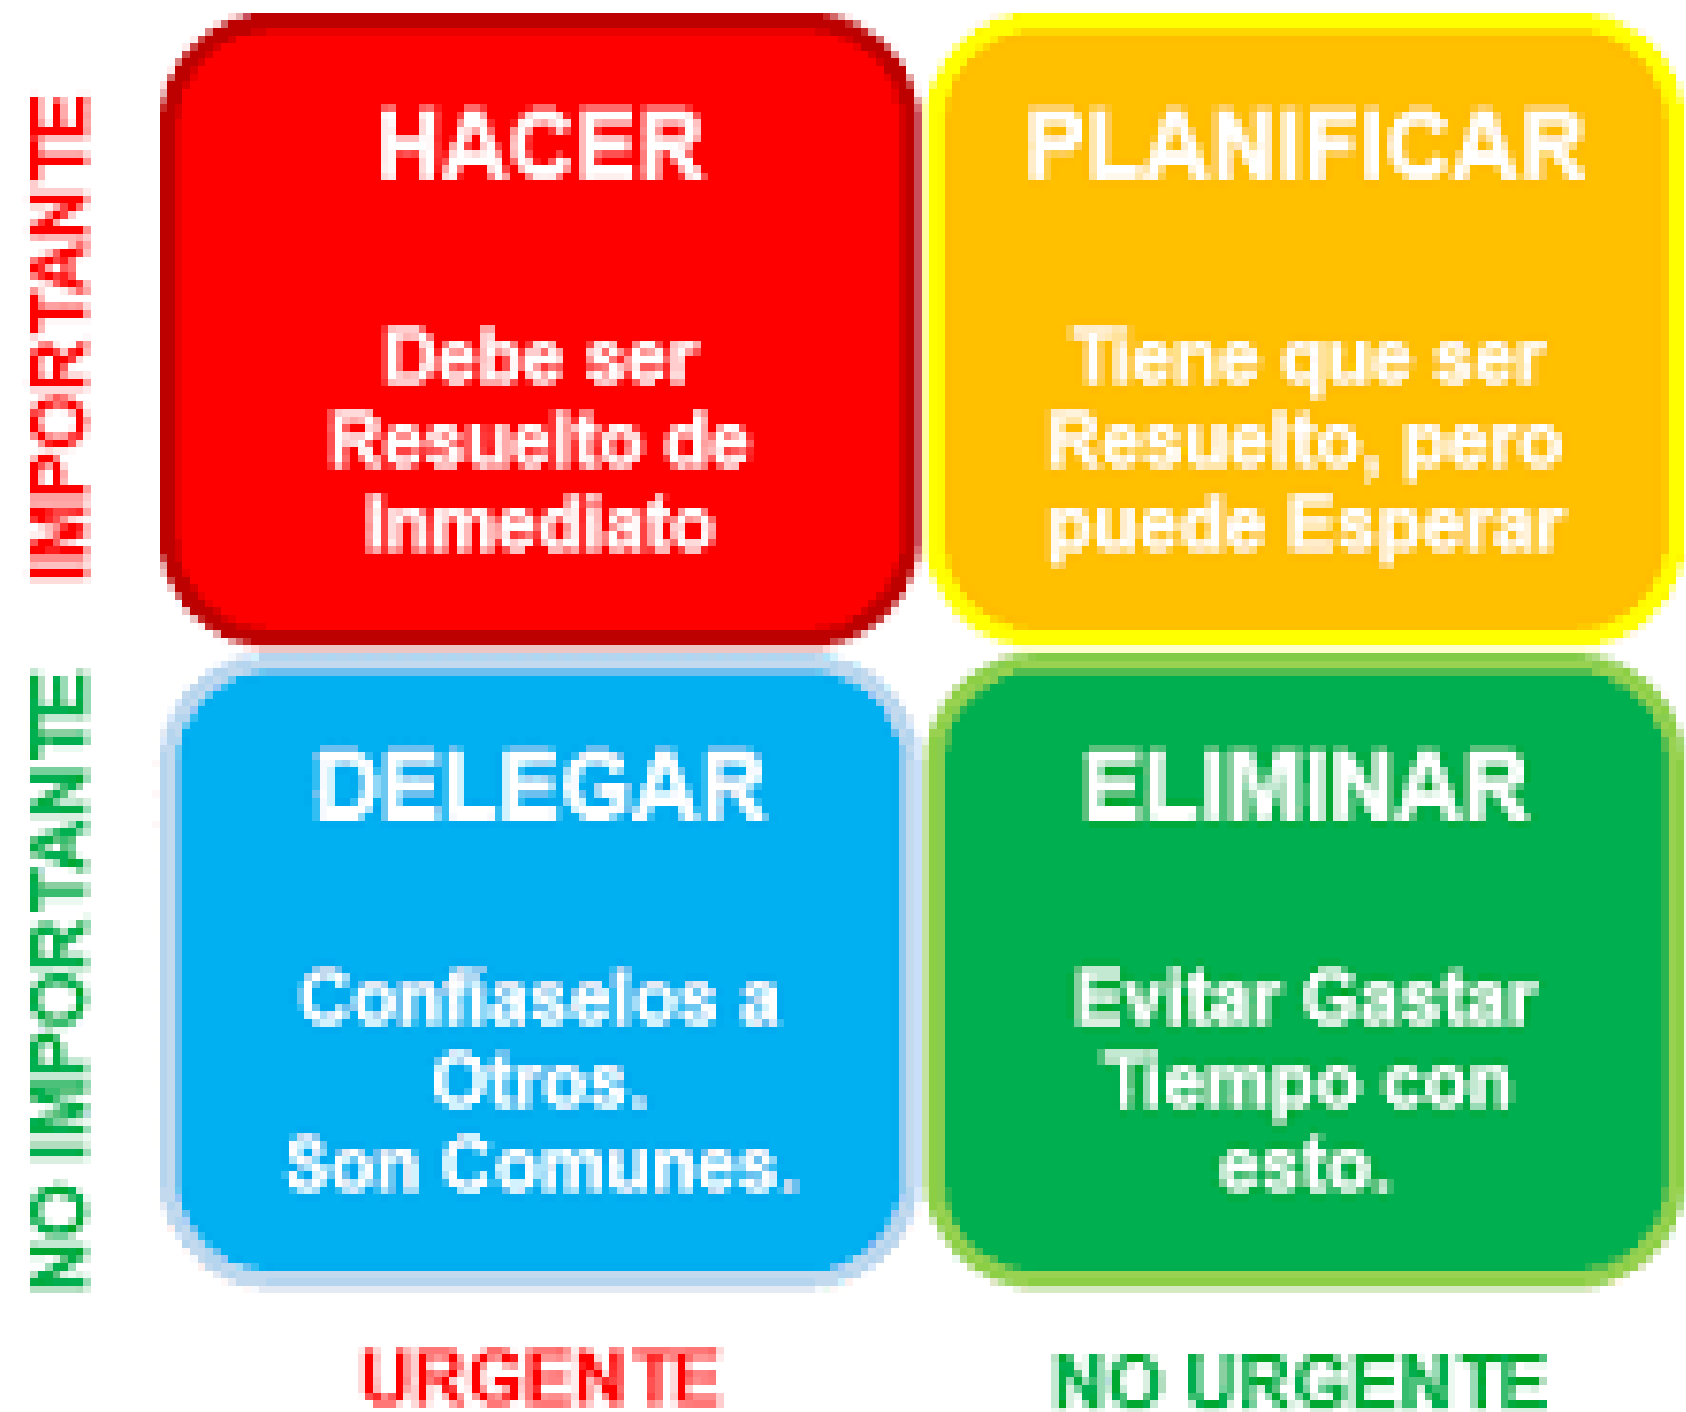 IMPORTANTE
HACER
Debe ser
Resuelto de
Inmediato
PLANIFICAR
Tiene que ser
Resuelto, pero
puede Esperar
NO IMPORTANTE
DELEGAR
Confiaselos a
Otros.
Son Comunes.
ELIMINAR
Evitar Gastar
Tiempo con
esto.
URGENTE
NO URGENTE